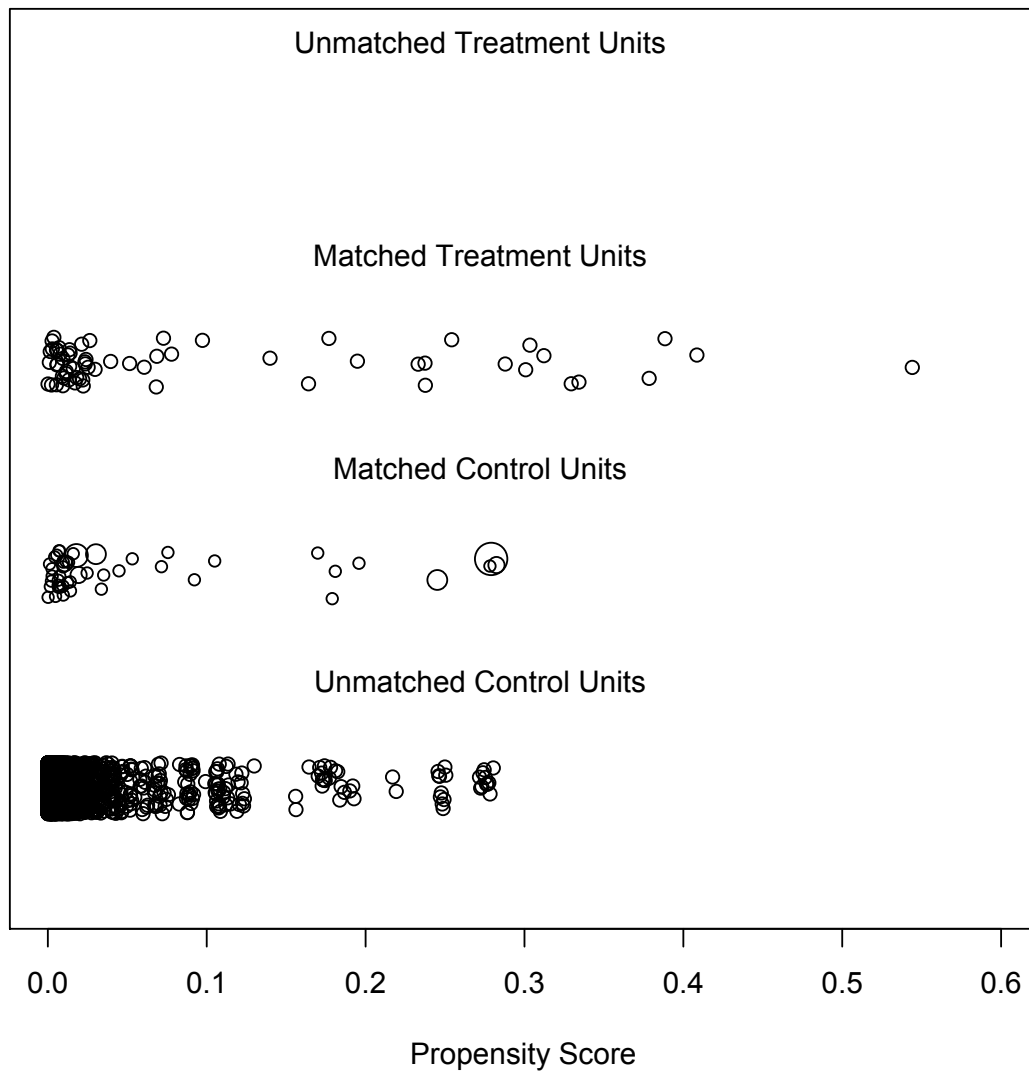 Unmatched Treatment Units
Matched Treatment Units
Matched Control Units
Unmatched Control Units
0.0 0.1 0.2 0.3 0.4 0.5 0.6
Propensity Score